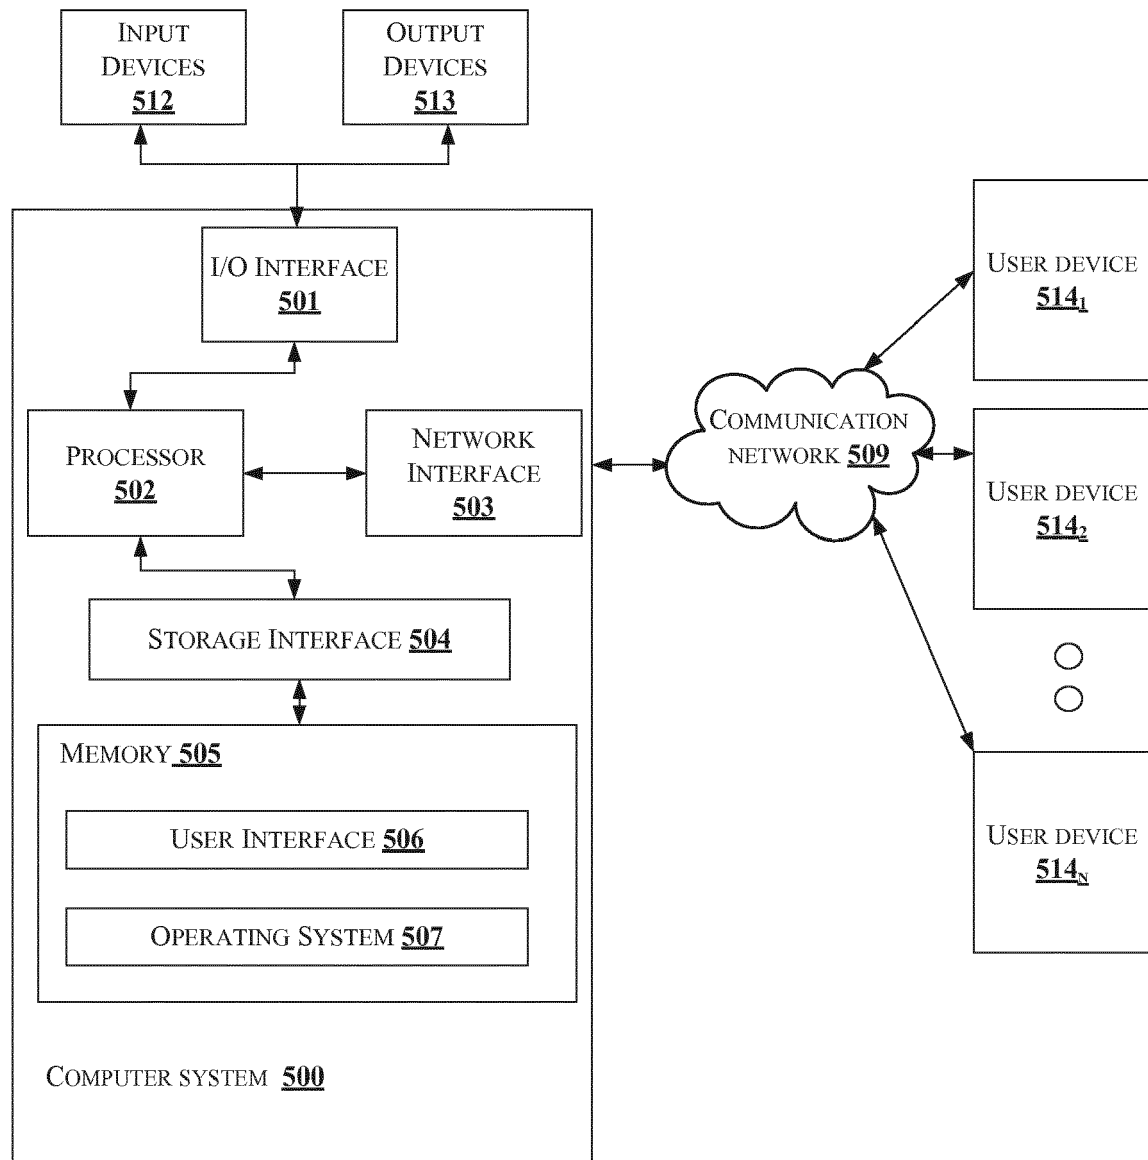 INPUT
DEVICES
512
OUTPUT
DEVICES
513
I/O INTERFACE
501
PROCESSOR
502
NETWORK
INTERFACE
503
STORAGE INTERFACE 504
MEMORY 505
USER INTERFACE 506
OPERATING SYSTEM 507
COMPUTER SYSTEM 500
COMMUNICATION
NETWORK 509
USER DEVICE
514₁
USER DEVICE
514₂
USER DEVICE
514N